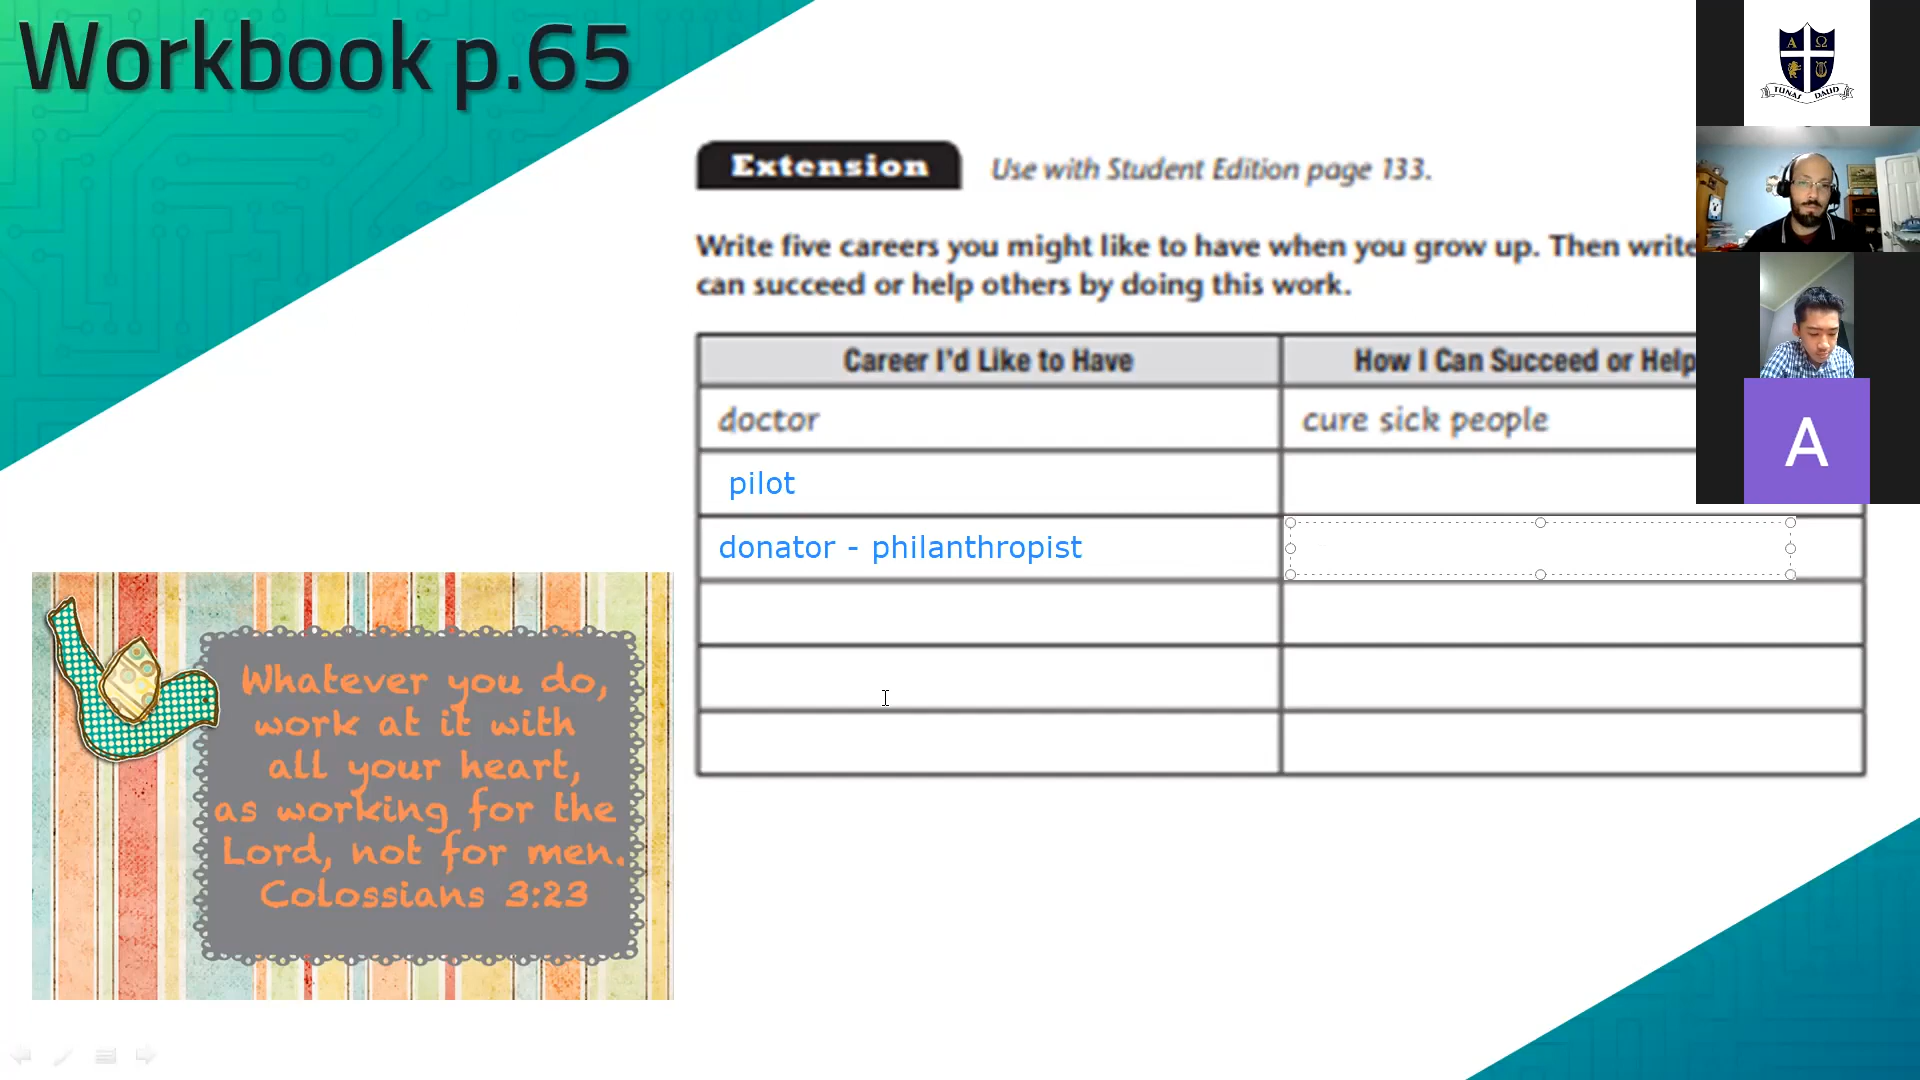 Workbook p.65
Extension Use with Student Edition page 133.
Write five careers you might like to have when you grow up. Then write
can succeed or help others by doing this work.
Career I'd Like to Have How I Can Succeed or Help
doctor cure sick people
pilot
donator - philanthropist
Whatever you do,
work at it with
all your heart,
as working for the
Lord, not for men.
Colossians 3:23
Α Ω
TUNAS DAUD
A